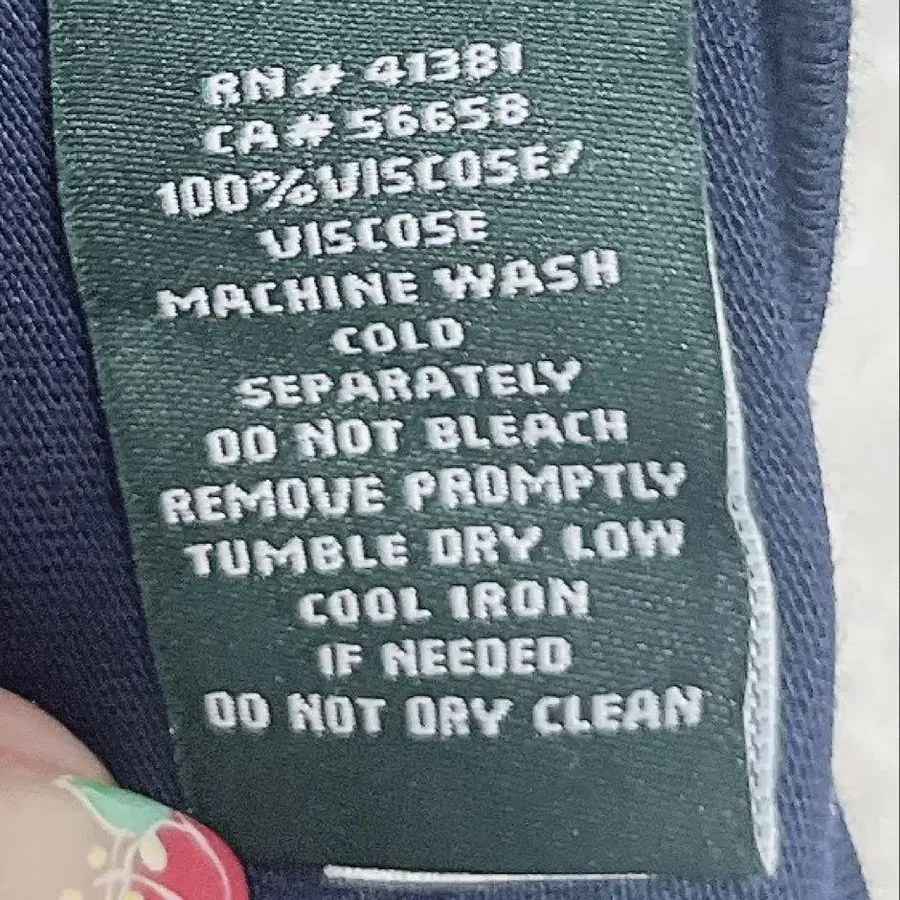 RN# 41381
CA# 56658
100% VISCOSE/
VISCOSE
MACHINE WASH
COLD
SEPARATELY
DO NOT BLEACH
REMOVE PROMPTLY
TUMBLE DRY LOW
COOL IRON
IF NEEDED
DO NOT DRY CLEAN